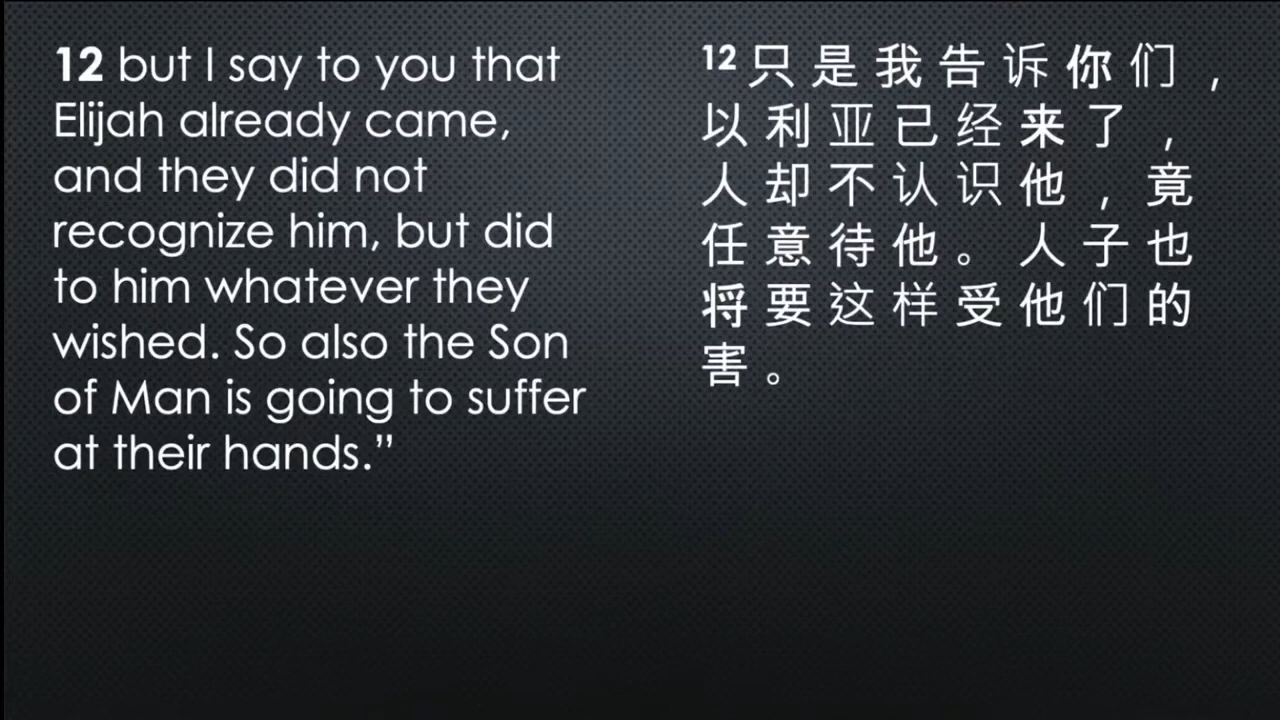 12 but I say to you that
Elijah already came,
and they did not
recognize him, but did
to him whatever they
wished. So also the Son
of Man is going to suffer
at their hands.”
12只是我告诉你们，
以利亚已经来了，
人却不认识他，竟
任意待他。人子也
将要这样受他们的
害。